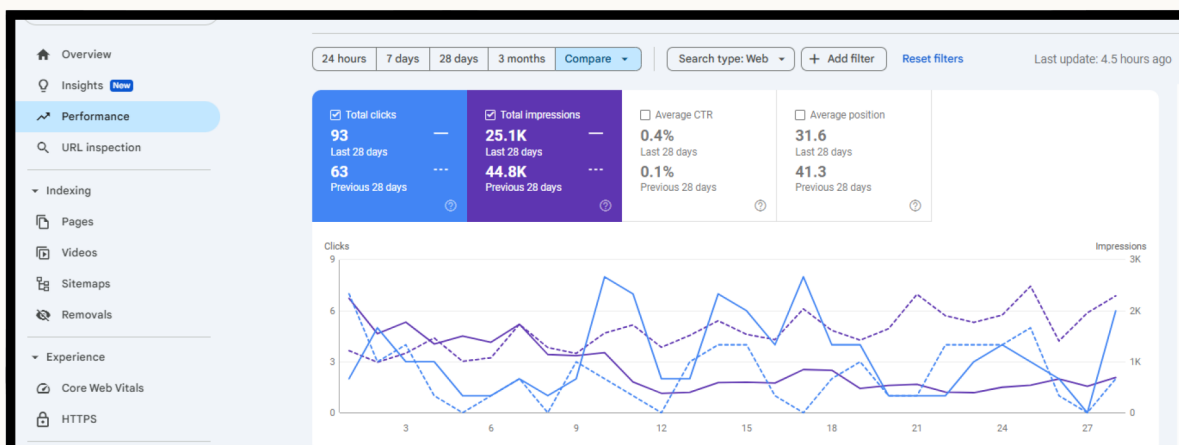 Overview
Insights New
Performance
URL inspection
Indexing
Pages
Videos
Sitemaps
Removals
Experience
Core Web Vitals
HTTPS
24 hours 7 days 28 days 3 months Compare Search type: Web + Add filter Reset filters Last update: 4.5 hours ago
Total clicks
93
Last 28 days
63
Previous 28 days
Total impressions
25.1K
Last 28 days
44.8K
Previous 28 days
Average CTR
0.4%
Last 28 days
0.1%
Previous 28 days
Average position
31.6
Last 28 days
41.3
Previous 28 days
Clicks Impressions
9 3K
6 2K
3 1K
0 0
3 6 9 12 15 18 21 24 27